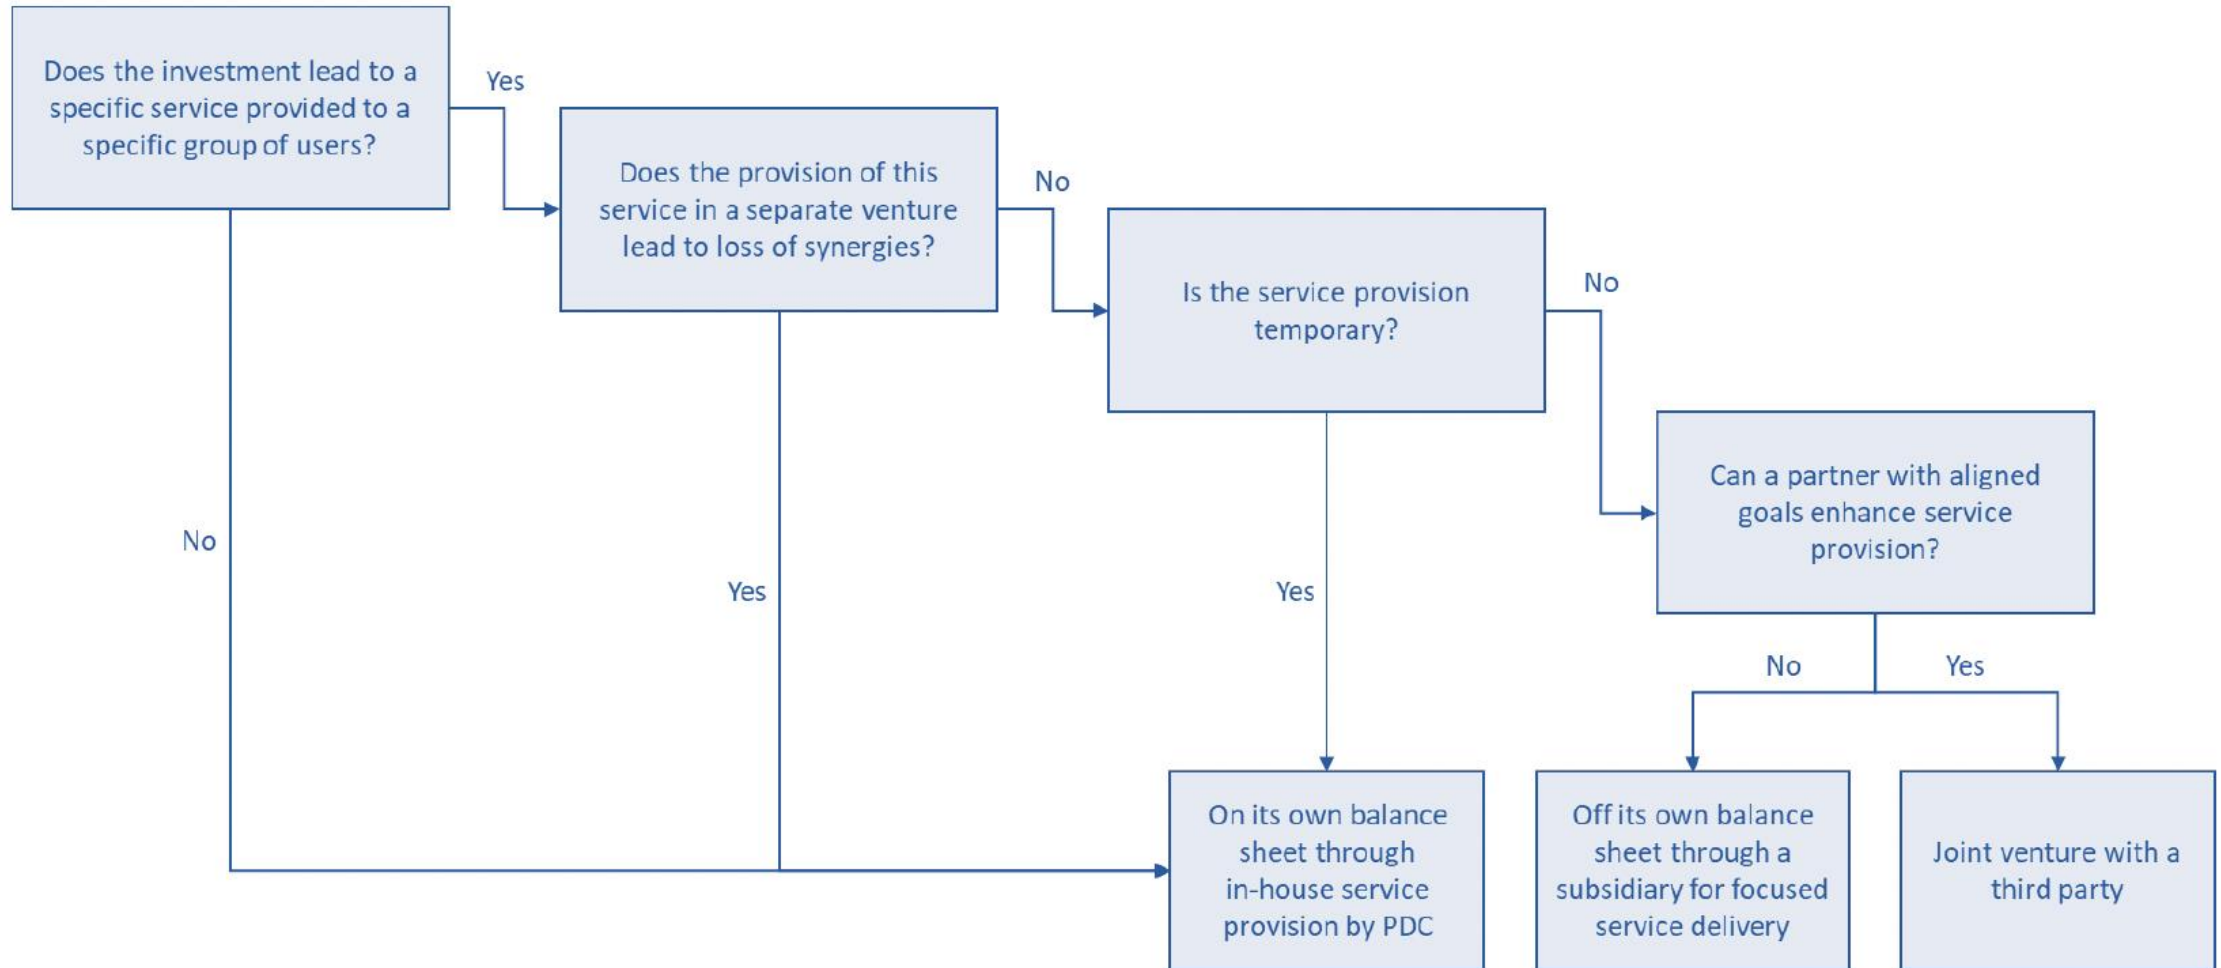 Does the investment lead to a
specific service provided to a
specific group of users?
Yes
Does the provision of this
service in a separate venture
lead to loss of synergies?
No
Is the service provision
temporary?
No
Can a partner with aligned
goals enhance service
provision?
No
Yes
Yes
No
Yes
On its own balance
sheet through
in-house service
provision by PDC
Off its own balance
sheet through a
subsidiary for focused
service delivery
Joint venture with a
third party